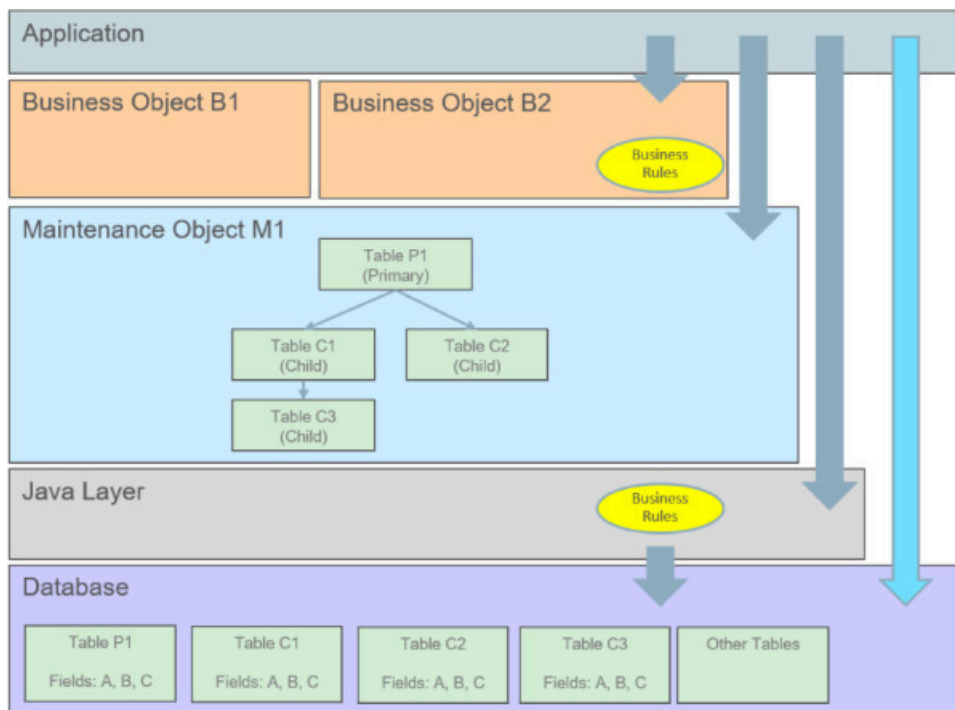 Application
Business Object B1
Business Object B2
Business
Rules
Maintenance Object M1
Table P1
(Primary)
Table C1
(Child)
Table C2
(Child)
Table C3
(Child)
Java Layer
Business
Rules
Database
Table P1
Fields: A, B, C
Table C1
Fields: A, B, C
Table C2
Fields: A, B, C
Table C3
Fields: A, B, C
Other Tables